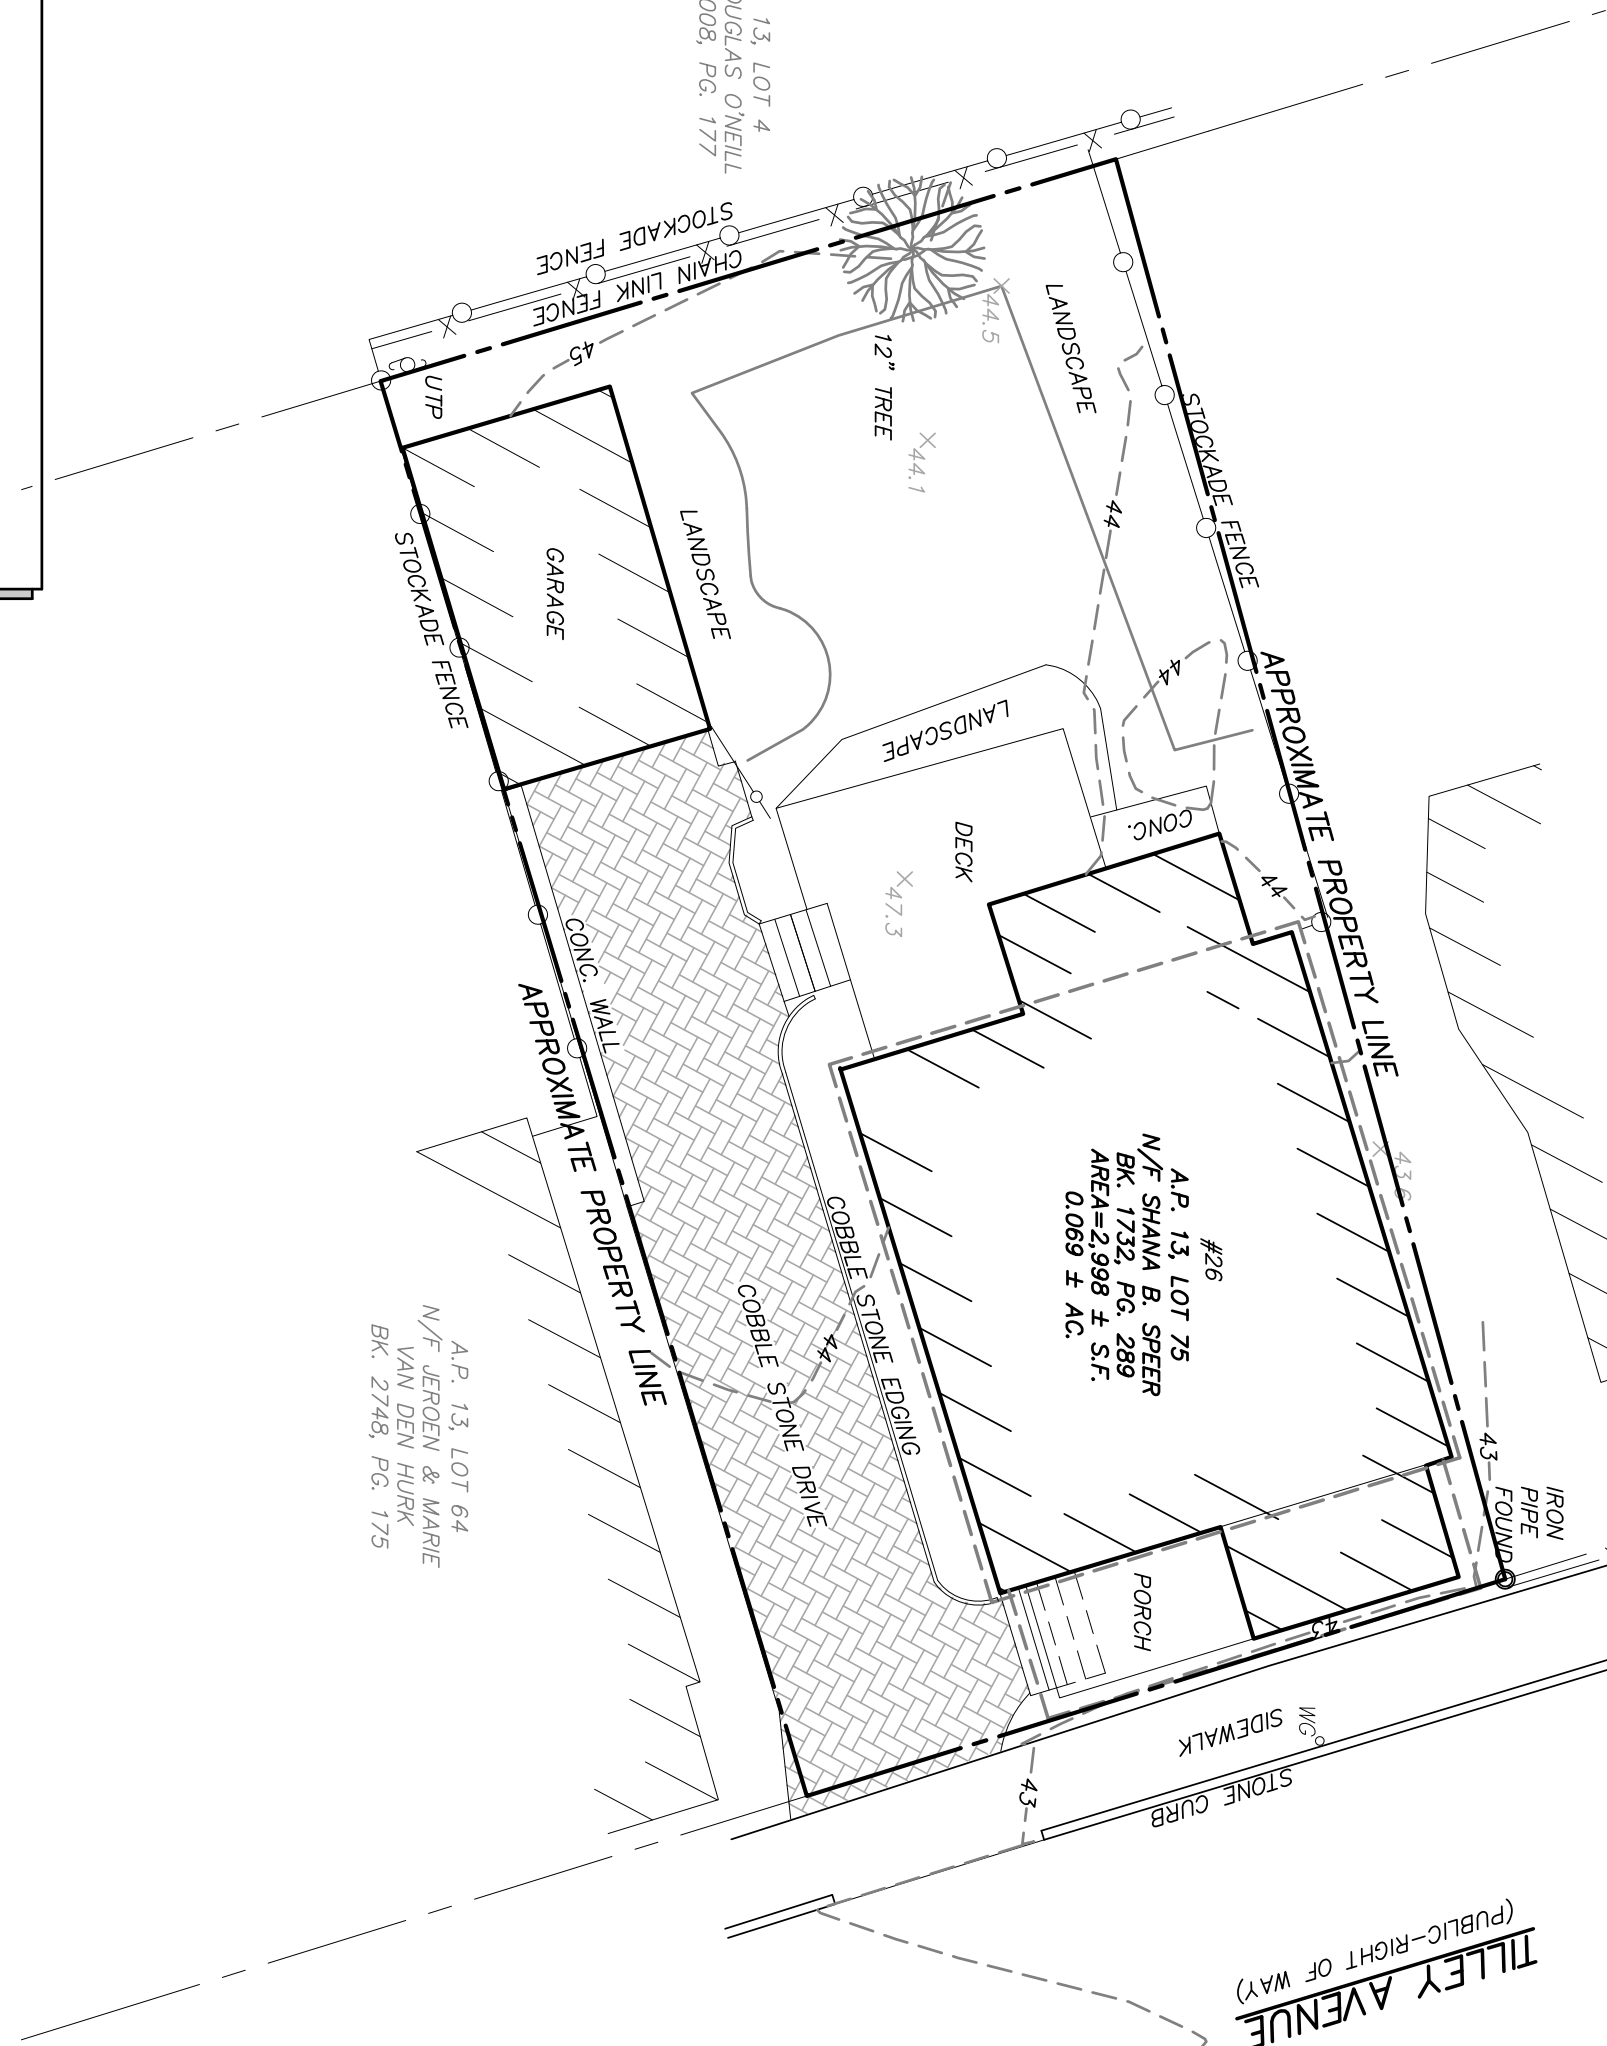 13, LOT 4
OUGLAS O'NEILL
008, PG. 177
STOCKADE FENCE
CHAIN LINK FENCE
45
UTP
12" TREE
44.5
LANDSCAPE
44.1
STOCKADE FENCE
44
GARAGE
LANDSCAPE
STOCKADE FENCE
44
APPROXIMATE PROPERTY LINE
LANDSCAPE
CONC.
DECK
44
47.3
CONC. WALL
APPROXIMATE PROPERTY LINE
43.6
#26
A.P. 13, LOT 75
N/F SHANA B. SPEER
BK. 1732, PG. 289
AREA=2,998 ± S.F.
0.069 ± AC.
COBBLE STONE EDGING
COBBLE STONE DRIVE
44
A.P. 13, LOT 64
N/F JEROEN & MARIE
VAN DEN HURK
BK. 2748, PG. 175
43
IRON
PIPE
FOUND
PORCH
43
SIDEWALK
WG
STONE CURB
43
TILLEY AVENUE
(PUBLIC-RIGHT OF WAY)